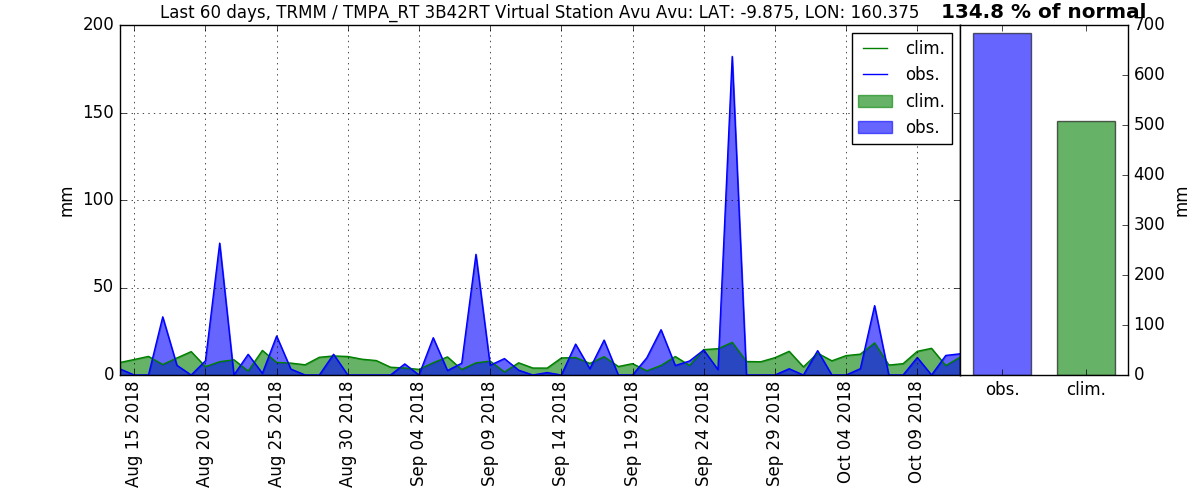 Last 60 days, TRMM / TMPA_RT 3B42RT Virtual Station Avu Avu: LAT: -9.875, LON: 160.375
134.8 % of normal
200
150
100
50
0
mm
clim.
obs.
clim.
obs.
Aug 15 2018
Aug 20 2018
Aug 25 2018
Aug 30 2018
Sep 04 2018
Sep 09 2018
Sep 14 2018
Sep 19 2018
Sep 24 2018
Sep 29 2018
Oct 04 2018
Oct 09 2018
700
600
500
400
300
200
100
0
mm
obs.
clim.